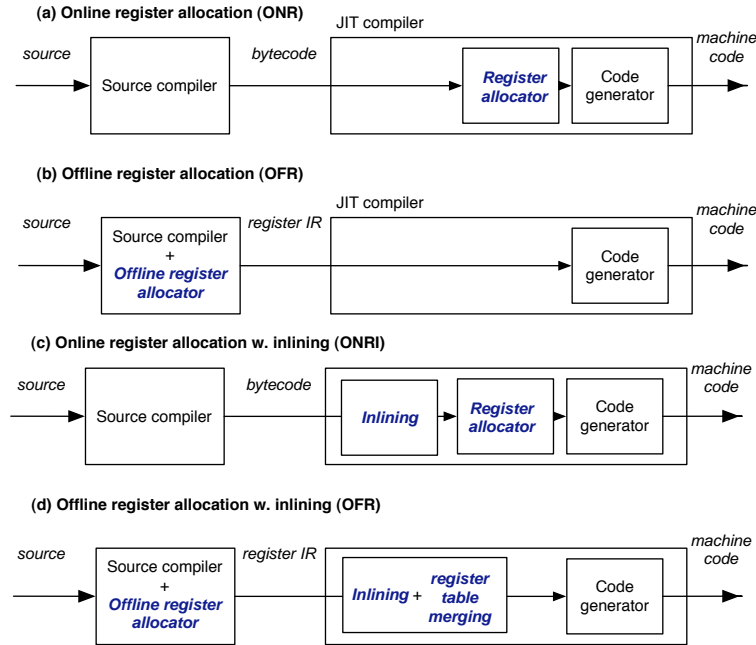 (a) Online register allocation (ONR)
JIT compiler
machine
code
source
bytecode
Source compiler
Register
allocator
Code
generator
(b) Offline register allocation (OFR)
JIT compiler
machine
code
source
register IR
Source compiler
+
Offline register
allocator
Code
generator
(c) Online register allocation w. inlining (ONRI)
machine
code
source
bytecode
Source compiler
Inlining
Register
allocator
Code
generator
(d) Offline register allocation w. inlining (OFR)
machine
code
source
register IR
Source compiler
+
Offline register
allocator
Inlining + register
table
merging
Code
generator